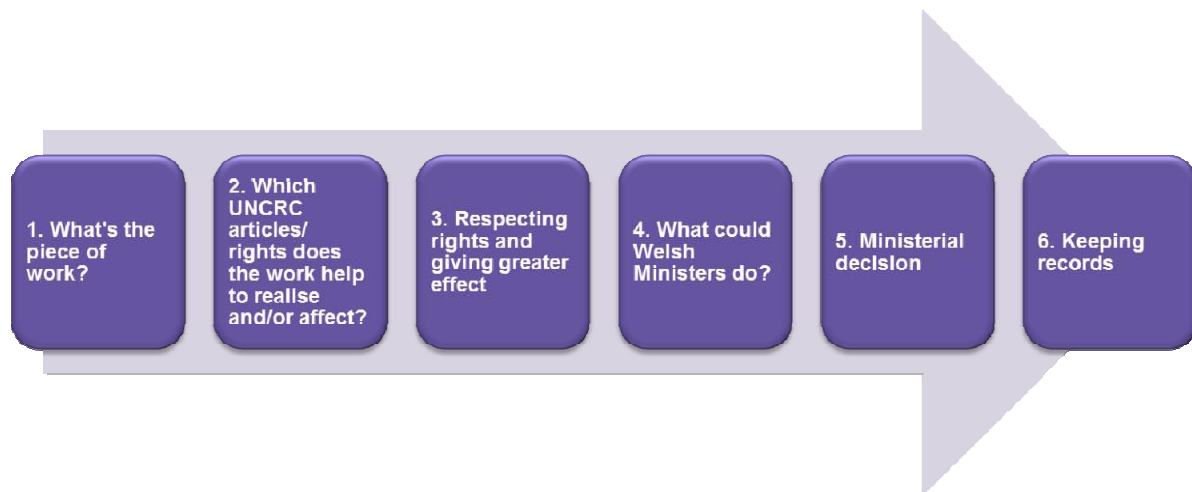 1. What's the
piece of
work?
2. Which
UNCRC
articles/
rights does
the work help
to realise
and/or affect?
3. Respecting
rights and
giving greater
effect
4. What could
Welsh
Ministers do?
5. Ministerial
decision
6. Keeping
records